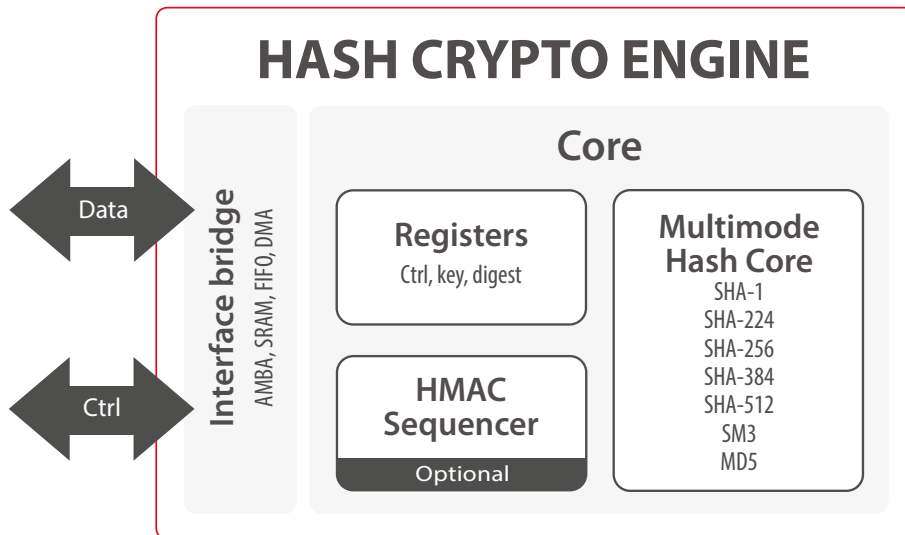 HASH CRYPTO ENGINE
Data
Ctrl
Interface bridge
AMBA, SRAM, FIFO, DMA
Core
Registers
Ctrl, key, digest
HMAC
Sequencer
Optional
Multimode
Hash Core
SHA-1
SHA-224
SHA-256
SHA-384
SHA-512
SM3
MD5